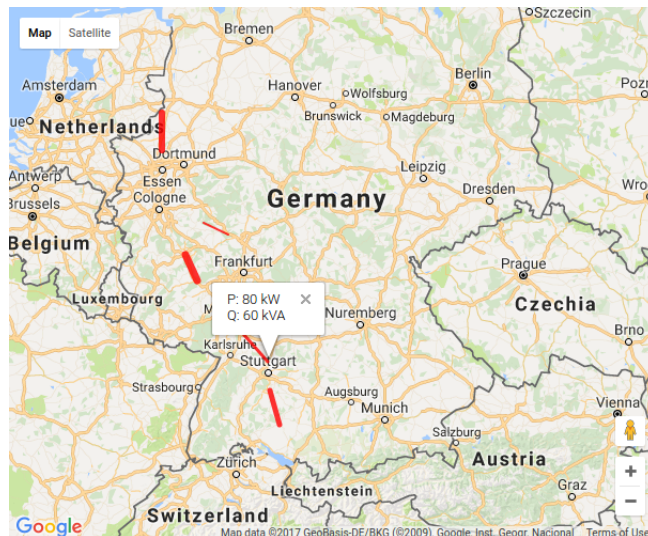 Szczecin
Map Satellite
Bremen
Amsterdam
Hanover
Wolfsburg
Berlin
Brunswick
Magdeburg
Netherlands
Dortmund
Essen
Antwerp
Leipzig
Cologne
Germany
Dresden
Brussels
Belgium
Frankfurt
Prague
Luxembourg
P: 80 kW
Q: 60 kVA
Nuremberg
Czechia
Karlsruhe
Brno
Stuttgart
Strasbourg
Augsburg
Munich
Vienna
Salzburg
Zürich
Austria
Liechtenstein
Graz
Switzerland
Google
Map data ©2017 GeoBasis-DE/BKG (©2009), Google, Inst. Geogr. Nacional Terms of Use